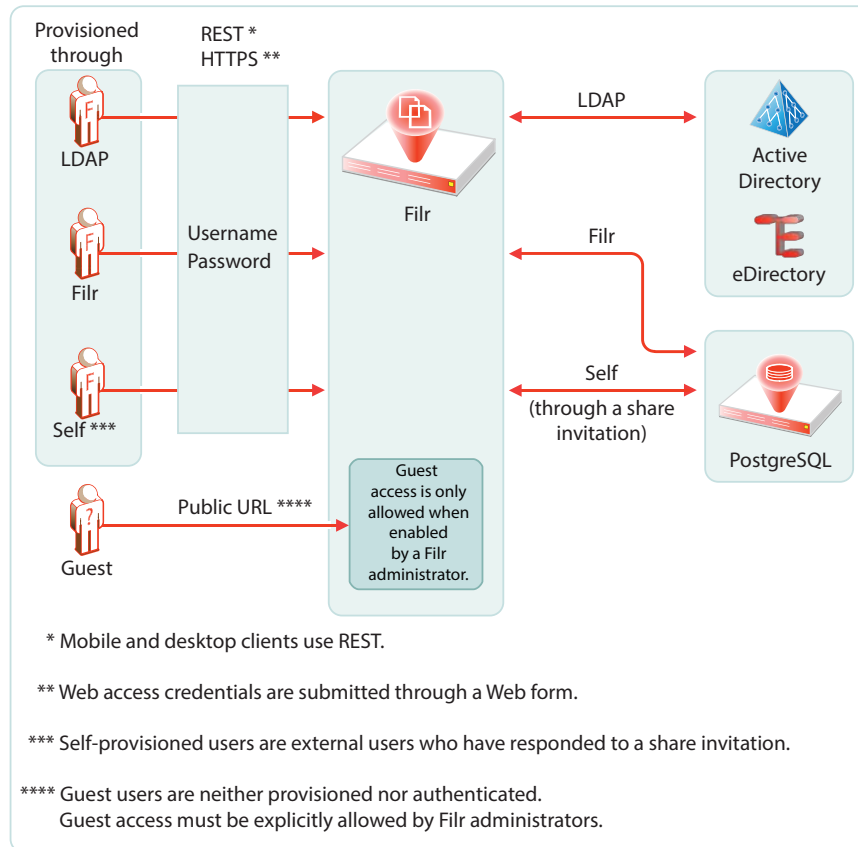 Provisioned
through
REST *
HTTPS **
F
LDAP
F
Filr
F
Self ***
Username
Password
Filr
LDAP
Active
Directory
eDirectory
Filr
Self
(through a share
invitation)
PostgreSQL
?
Guest
Public URL ****
Guest
access is only
allowed when
enabled
by a Filr
administrator.
* Mobile and desktop clients use REST.
** Web access credentials are submitted through a Web form.
*** Self-provisioned users are external users who have responded to a share invitation.
**** Guest users are neither provisioned nor authenticated.
Guest access must be explicitly allowed by Filr administrators.